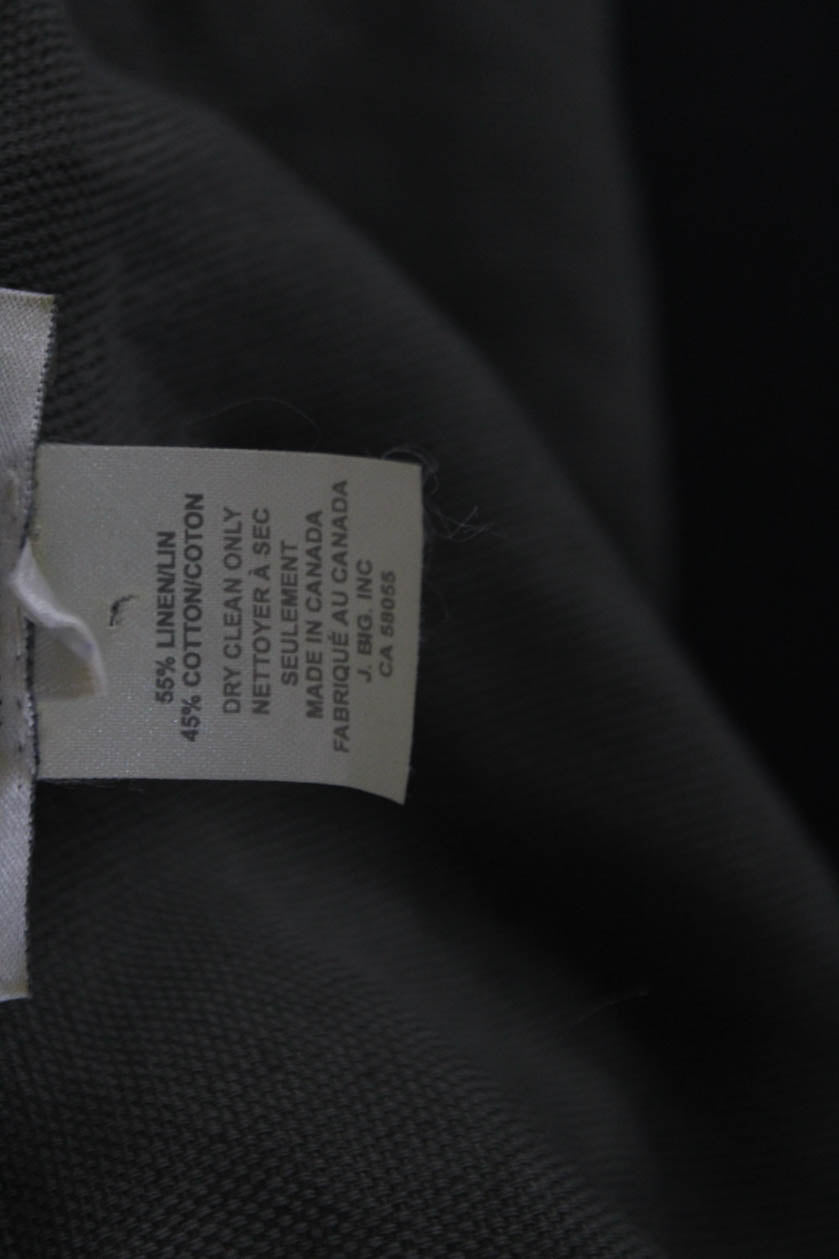 55% LINEN/LIN
45% COTTON/COTON
DRY CLEAN ONLY
NETTOYER À SEC
SEULEMENT
MADE IN CANADA
FABRIQUÉ AU CANADA
J. BIG. INC
CA 58055